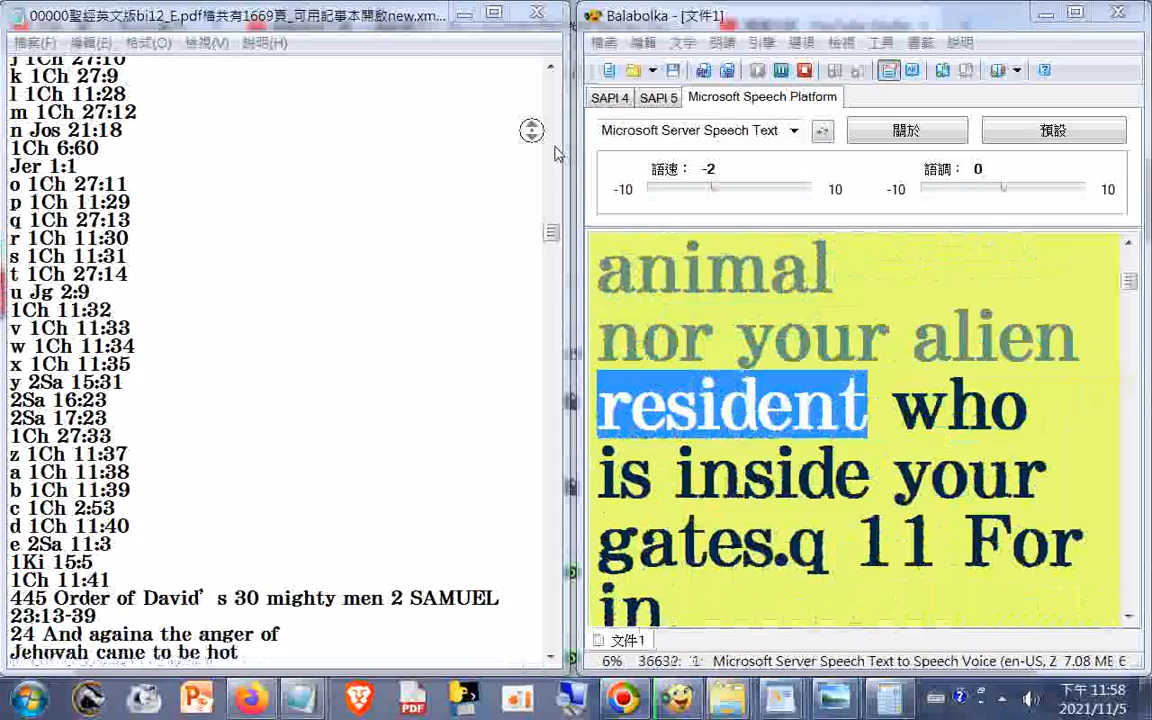 00000聖經英文版bi12_E.pdf檔共有1669頁_可用記事本開啟new.xm...
檔案(F) 編輯(E) 格式(O) 檢視(V) 說明(H)
j 1Ch 27:10
k 1Ch 27:9
l 1Ch 11:28
m 1Ch 27:12
n Jos 21:18
1Ch 6:60
Jer 1:1
o 1Ch 27:11
p 1Ch 11:29
q 1Ch 27:13
r 1Ch 11:30
s 1Ch 11:31
t 1Ch 27:14
u Jg 2:9
1Ch 11:32
v 1Ch 11:33
w 1Ch 11:34
x 1Ch 11:35
y 2Sa 15:31
2Sa 16:23
2Sa 17:23
1Ch 27:33
z 1Ch 11:37
a 1Ch 11:38
b 1Ch 11:39
c 1Ch 2:53
d 1Ch 11:40
e 2Sa 11:3
1Ki 15:5
1Ch 11:41
445 Order of David’s 30 mighty men 2 SAMUEL
23:13-39
24 And againa the anger of
Jehovah came to be hot
Balabolka - [文件1]
檔案 編輯 文字 朗讀 引擎 選項 檢視 工具 書籤 說明
SAPI 4 SAPI 5 Microsoft Speech Platform
Microsoft Server Speech Text 關於 預設
語速： -2 語調： 0
-10 10 -10 10
animal
nor your alien
resident who
is inside your
gates.q 11 For
in
文件1
6% 36632: 1: Microsoft Server Speech Text to Speech Voice (en-US, Z 7.08 MB 6
PDF
下午 11:58
2021/11/5